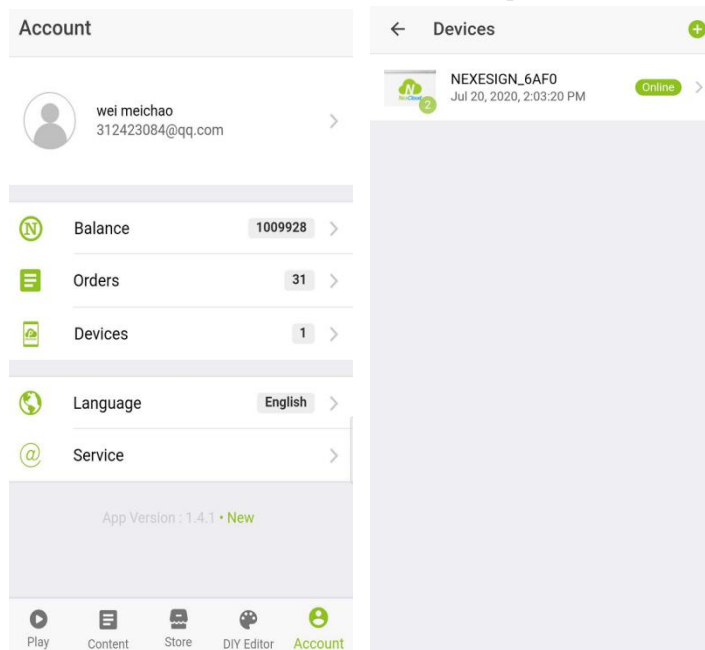 Account
wei meichao
312423084@qq.com
Balance 1009928
Orders 31
Devices 1
Language English
Service
App Version : 1.4.1 • New
Play Content Store DIY Editor Account
Devices
NEXESIGN_6AF0
Jul 20, 2020, 2:03:20 PM
Online
2